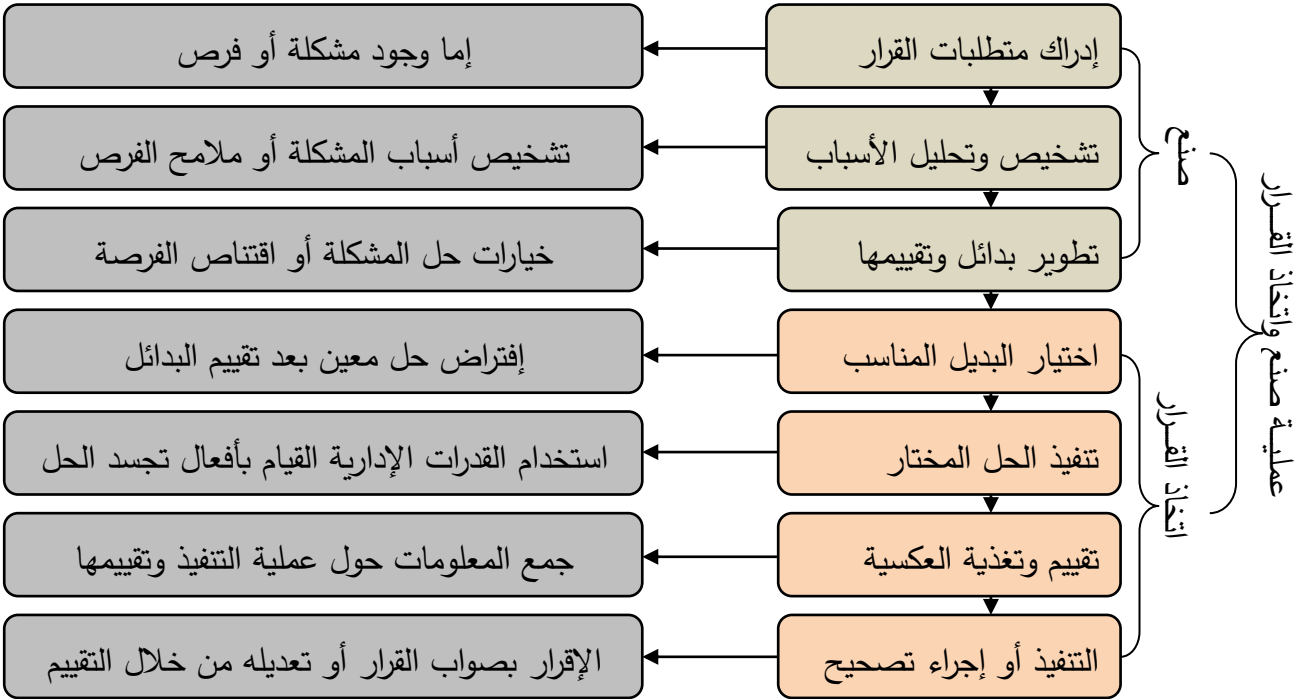 عملية صنع واتخاذ القرار
صنع
إدراك متطلبات القرار
إما وجود مشكلة أو فرص
تشخيص وتحليل الأسباب
تشخيص أسباب المشكلة أو ملامح الفرص
تطوير بدائل وتقييمها
خيارات حل المشكلة أو اقتناص الفرصة
اتخاذ القرار
اختيار البديل المناسب
إفتراض حل معين بعد تقييم البدائل
تنفيذ الحل المختار
استخدام القدرات الإدارية القيام بأفعال تجسد الحل
تقييم وتغذية العكسية
جمع المعلومات حول عملية التنفيذ وتقييمها
التنفيذ أو إجراء تصحيح
الإقرار بصواب القرار أو تعديله من خلال التقييم